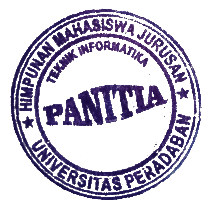 HIMPUNAN MAHASISWA JURUSAN
TEKNIK INFORMATIKA
PANITIA
UNIVERSITAS PERADABAN